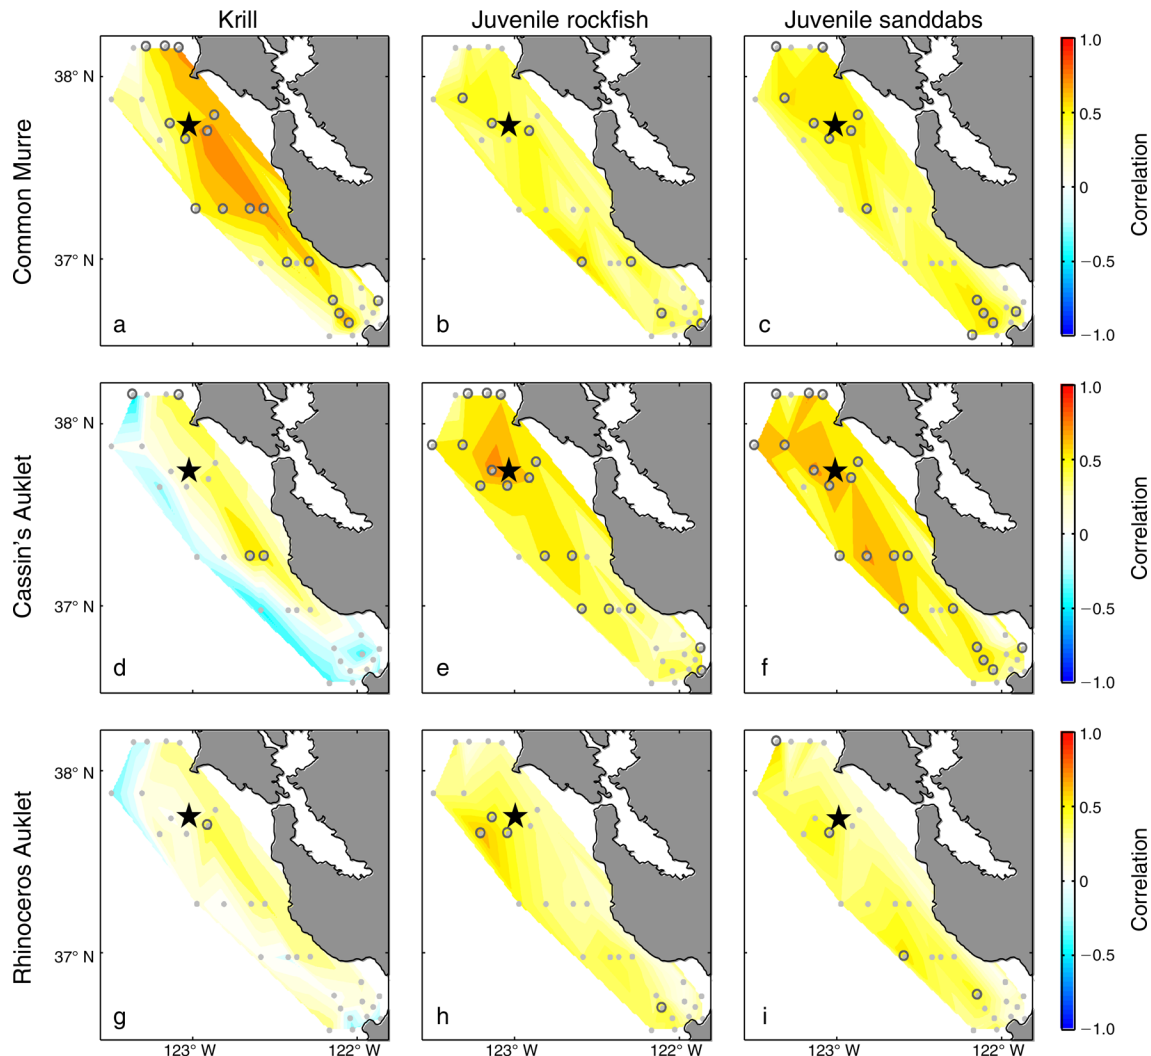 Krill Juvenile rockfish Juvenile sanddabs
Common Murre
38° N
37° N
a
b
c
1.0
0.5
0
−0.5
−1.0
Correlation
Cassin's Auklet
38° N
37° N
d
e
f
1.0
0.5
0
−0.5
−1.0
Correlation
Rhinoceros Auklet
38° N
37° N
g
h
i
1.0
0.5
0
−0.5
−1.0
Correlation
123° W 122° W 123° W 122° W 123° W 122° W